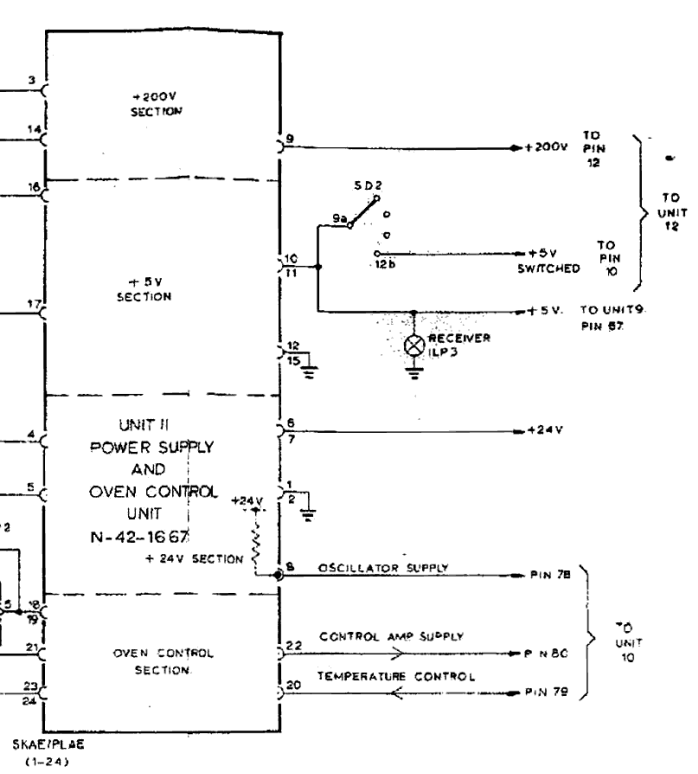 3
+200V
SECTION
14
9
+200V
TO
PIN
12
16
SD2
9a
12b
+5V
SWITCHED
TO
PIN
10
TO
UNIT
12
10
11
+5V
SECTION
17
+5V.
TO UNIT9
PIN 67.
RECEIVER
ILP3
12
15
UNIT II
POWER SUPPLY
AND
OVEN CONTROL
UNIT
N-42-1667
4
6
7
+24V
5
1
2
+24V
+ 24V SECTION
2
8
OSCILLATOR SUPPLY
PIN 78
5
18
19
21
OVEN CONTROL
SECTION
22
CONTROL AMP SUPPLY
P N 80
TO
UNIT
10
23
24
20
TEMPERATURE CONTROL
PIN 79
SKAE/PLAE
(1-24)